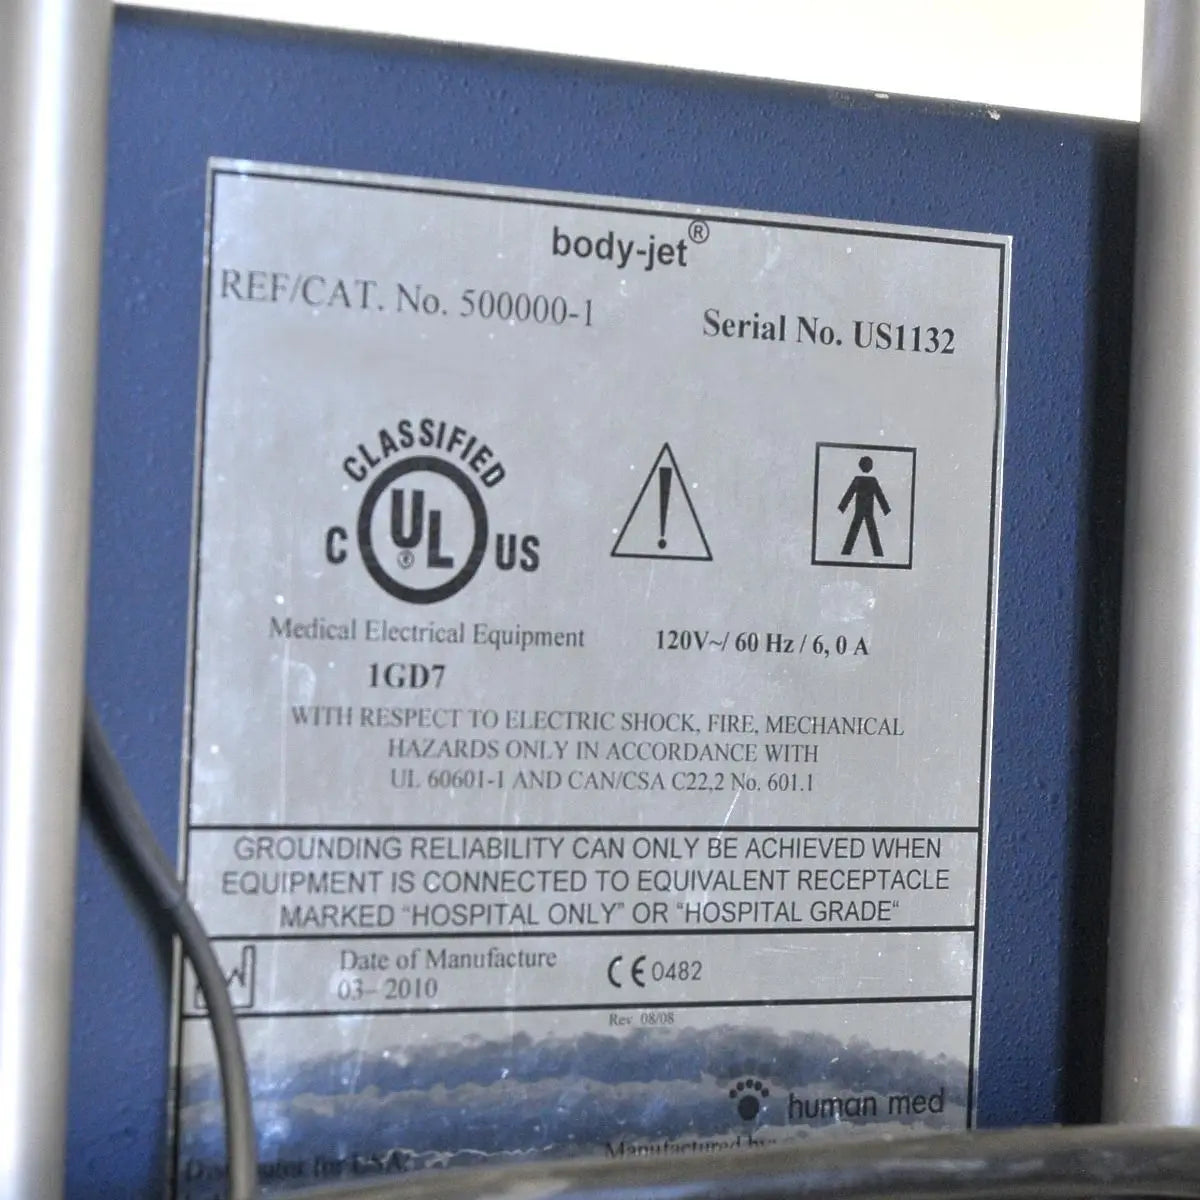 body-jet®
REF/CAT. No. 500000-1
Serial No. US1132
CLASSIFIED
C UL® US
Medical Electrical Equipment
120V~/ 60 Hz / 6, 0 A
1GD7
WITH RESPECT TO ELECTRIC SHOCK, FIRE, MECHANICAL
HAZARDS ONLY IN ACCORDANCE WITH
UL 60601-1 AND CAN/CSA C22,2 No. 601.1
GROUNDING RELIABILITY CAN ONLY BE ACHIEVED WHEN
EQUIPMENT IS CONNECTED TO EQUIVALENT RECEPTACLE
MARKED “HOSPITAL ONLY” OR “HOSPITAL GRADE“
Date of Manufacture
03– 2010
CE 0482
Rev 08/08
human med
Manufactured by
for USA: